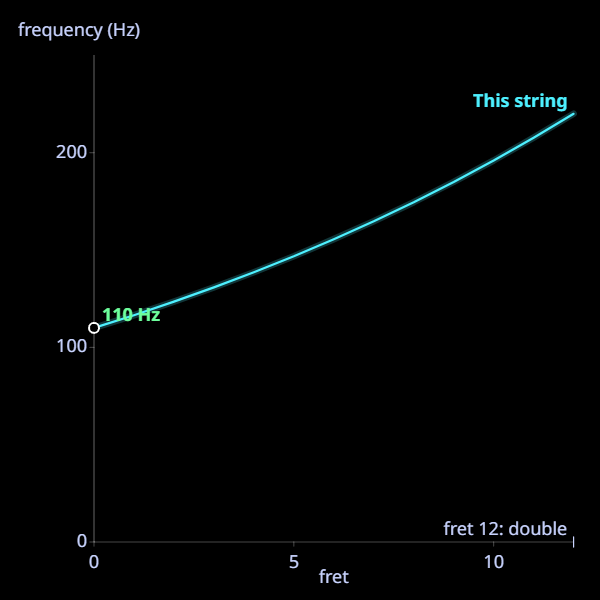 frequency (Hz)
This string
200
110 Hz
100
fret 12: double
0
0 5 10
fret